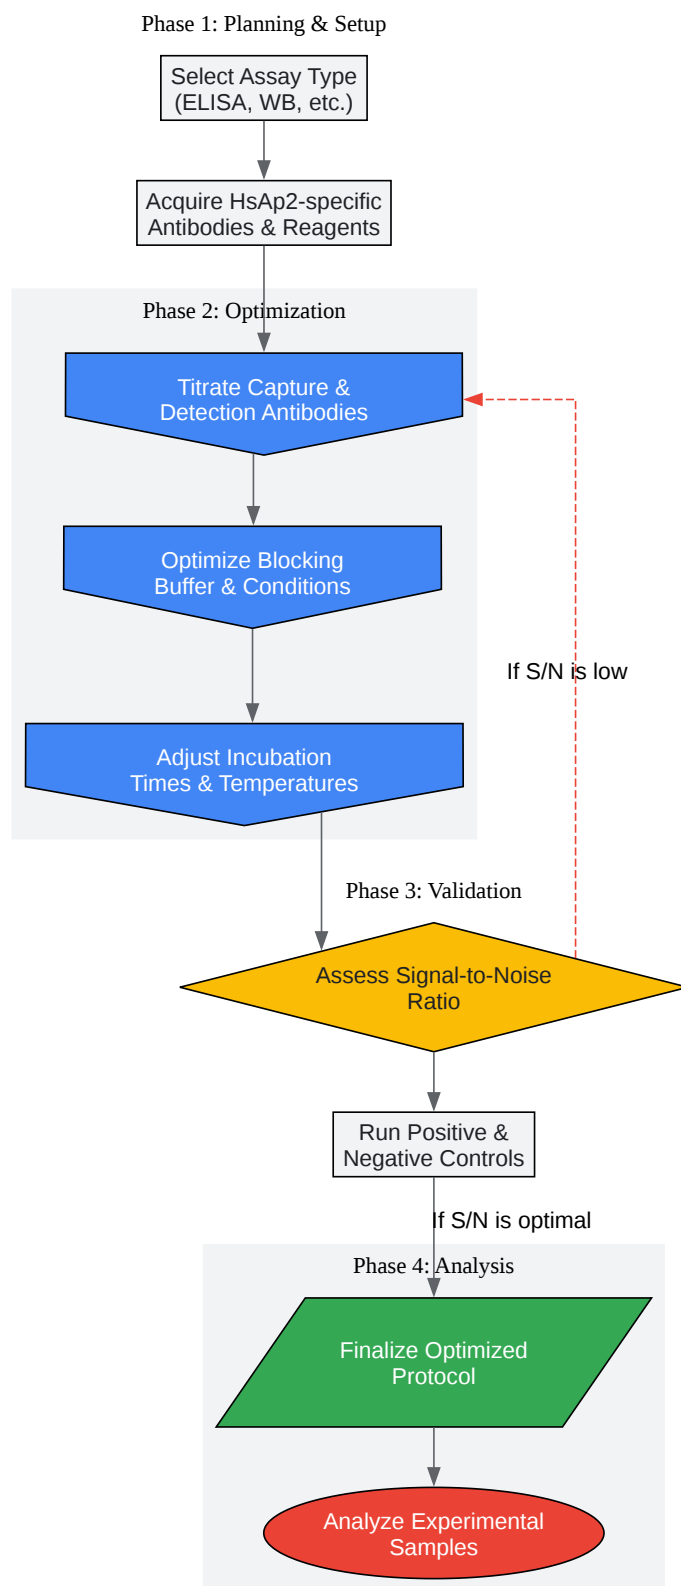 Phase 1: Planning & Setup
Select Assay Type
(ELISA, WB, etc.)
Acquire HsAp2-specific
Antibodies & Reagents
Phase 2: Optimization
Titrate Capture &
Detection Antibodies
Optimize Blocking
Buffer & Conditions
If S/N is low
Adjust Incubation
Times & Temperatures
Phase 3: Validation
Assess Signal-to-Noise
Ratio
Run Positive &
Negative Controls
If S/N is optimal
Phase 4: Analysis
Finalize Optimized
Protocol
Analyze Experimental
Samples